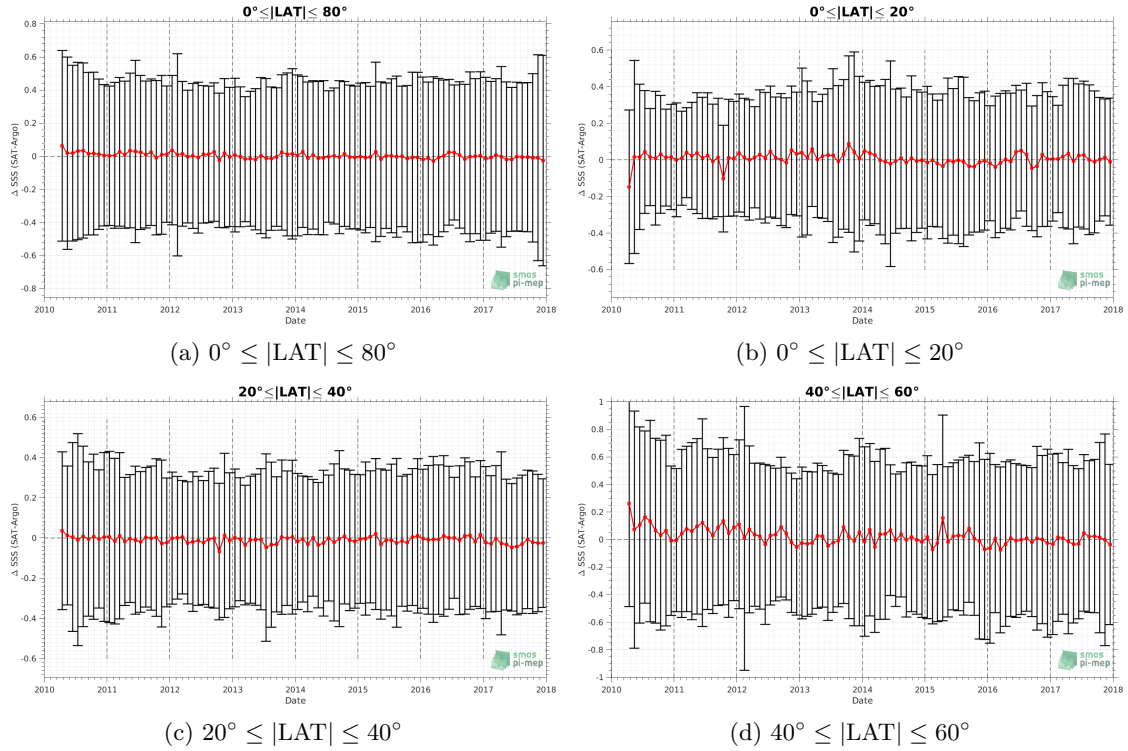 0°≤|LAT|≤ 80°
Δ SSS (SAT-Argo)
0.8
0.6
0.4
0.2
0
-0.2
-0.4
-0.6
-0.8
2010 2011 2012 2013 2014 2015 2016 2017 2018
Date
smos
pi-mep
(a) 0° ≤ |LAT| ≤ 80°
0°≤|LAT|≤ 20°
Δ SSS (SAT-Argo)
0.6
0.4
0.2
0
-0.2
-0.4
-0.6
2010 2011 2012 2013 2014 2015 2016 2017 2018
Date
smos
pi-mep
(b) 0° ≤ |LAT| ≤ 20°
20°≤|LAT|≤ 40°
Δ SSS (SAT-Argo)
0.6
0.4
0.2
0
-0.2
-0.4
-0.6
2010 2011 2012 2013 2014 2015 2016 2017 2018
Date
smos
pi-mep
(c) 20° ≤ |LAT| ≤ 40°
40°≤|LAT|≤ 60°
Δ SSS (SAT-Argo)
1
0.8
0.6
0.4
0.2
0
-0.2
-0.4
-0.6
-0.8
-1
2010 2011 2012 2013 2014 2015 2016 2017 2018
Date
smos
pi-mep
(d) 40° ≤ |LAT| ≤ 60°